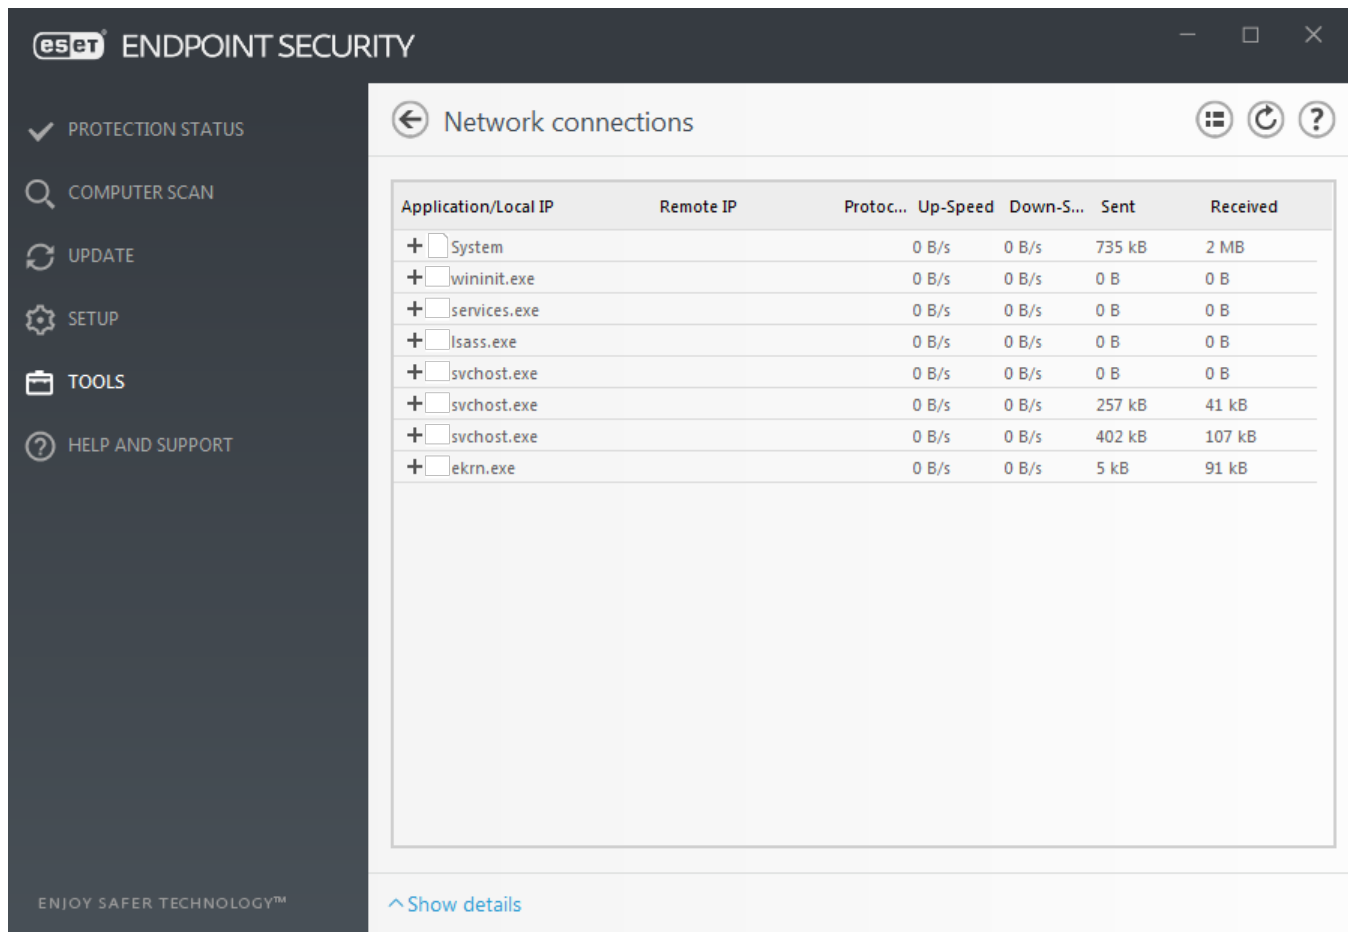 eset ENDPOINT SECURITY
PROTECTION STATUS
COMPUTER SCAN
UPDATE
SETUP
TOOLS
HELP AND SUPPORT
ENJOY SAFER TECHNOLOGY™
Network connections
?
Application/Local IP Remote IP Protoc... Up-Speed Down-S... Sent Received
System 0 B/s 0 B/s 735 kB 2 MB
wininit.exe 0 B/s 0 B/s 0 B 0 B
services.exe 0 B/s 0 B/s 0 B 0 B
lsass.exe 0 B/s 0 B/s 0 B 0 B
svchost.exe 0 B/s 0 B/s 0 B 0 B
svchost.exe 0 B/s 0 B/s 257 kB 41 kB
svchost.exe 0 B/s 0 B/s 402 kB 107 kB
ekrn.exe 0 B/s 0 B/s 5 kB 91 kB
Show details